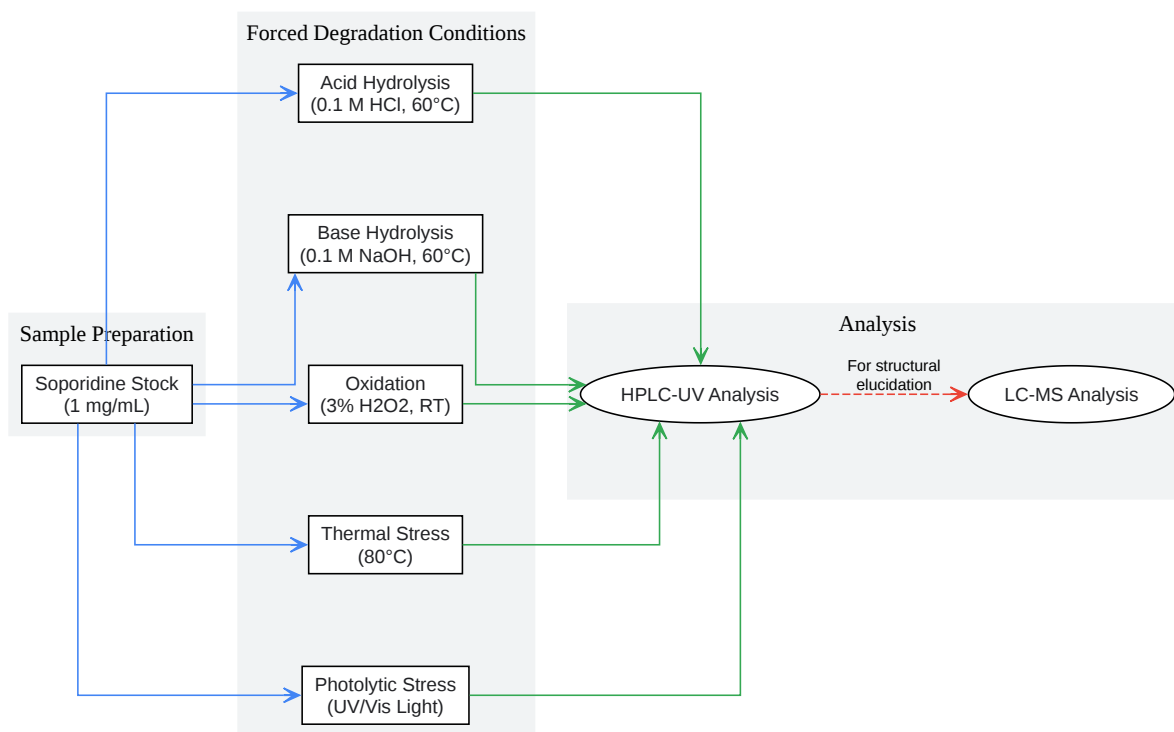 Forced Degradation Conditions
Acid Hydrolysis
(0.1 M HCl, 60°C)
Base Hydrolysis
(0.1 M NaOH, 60°C)
Sample Preparation
Soporidine Stock
(1 mg/mL)
Oxidation
(3% H2O2, RT)
Thermal Stress
(80°C)
Photolytic Stress
(UV/Vis Light)
Analysis
HPLC-UV Analysis
For structural
elucidation
LC-MS Analysis